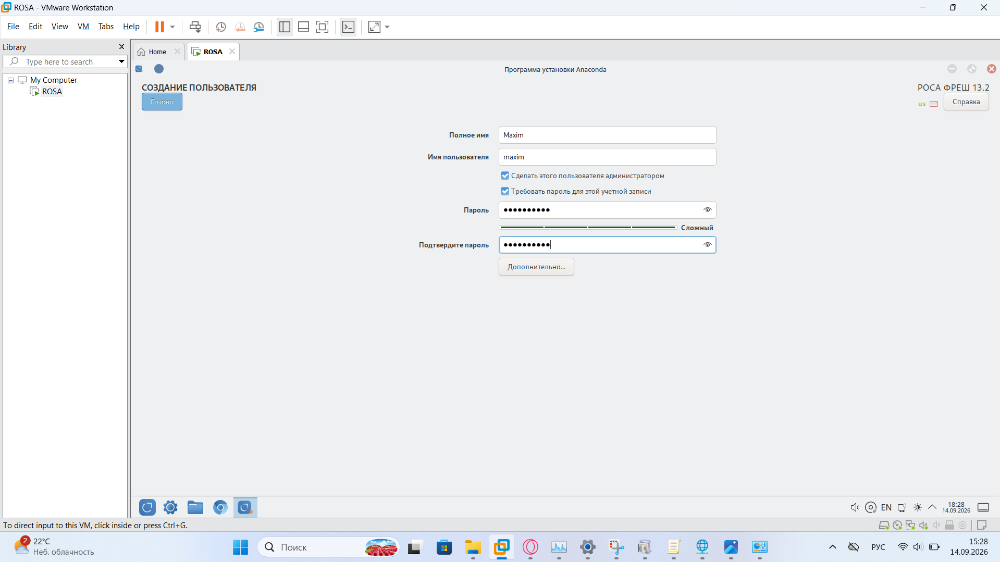 ROSA - VMware Workstation
File Edit View VM Tabs Help
Library
Type here to search
My Computer
ROSA
Home
ROSA
Программа установки Anaconda
СОЗДАНИЕ ПОЛЬЗОВАТЕЛЯ
Готово
РОСА ФРЕШ 13.2
us
Справка
Полное имя
Maxim
Имя пользователя
maxim
Сделать этого пользователя администратором
Требовать пароль для этой учетной записи
Пароль
●●●●●●●●●●
Сложный
Подтвердите пароль
●●●●●●●●●●
Дополнительно...
EN
18:28
14.09.2026
To direct input to this VM, click inside or press Ctrl+G.
2
22°C
Неб. облачность
Поиск
РУС
15:28
14.09.2026